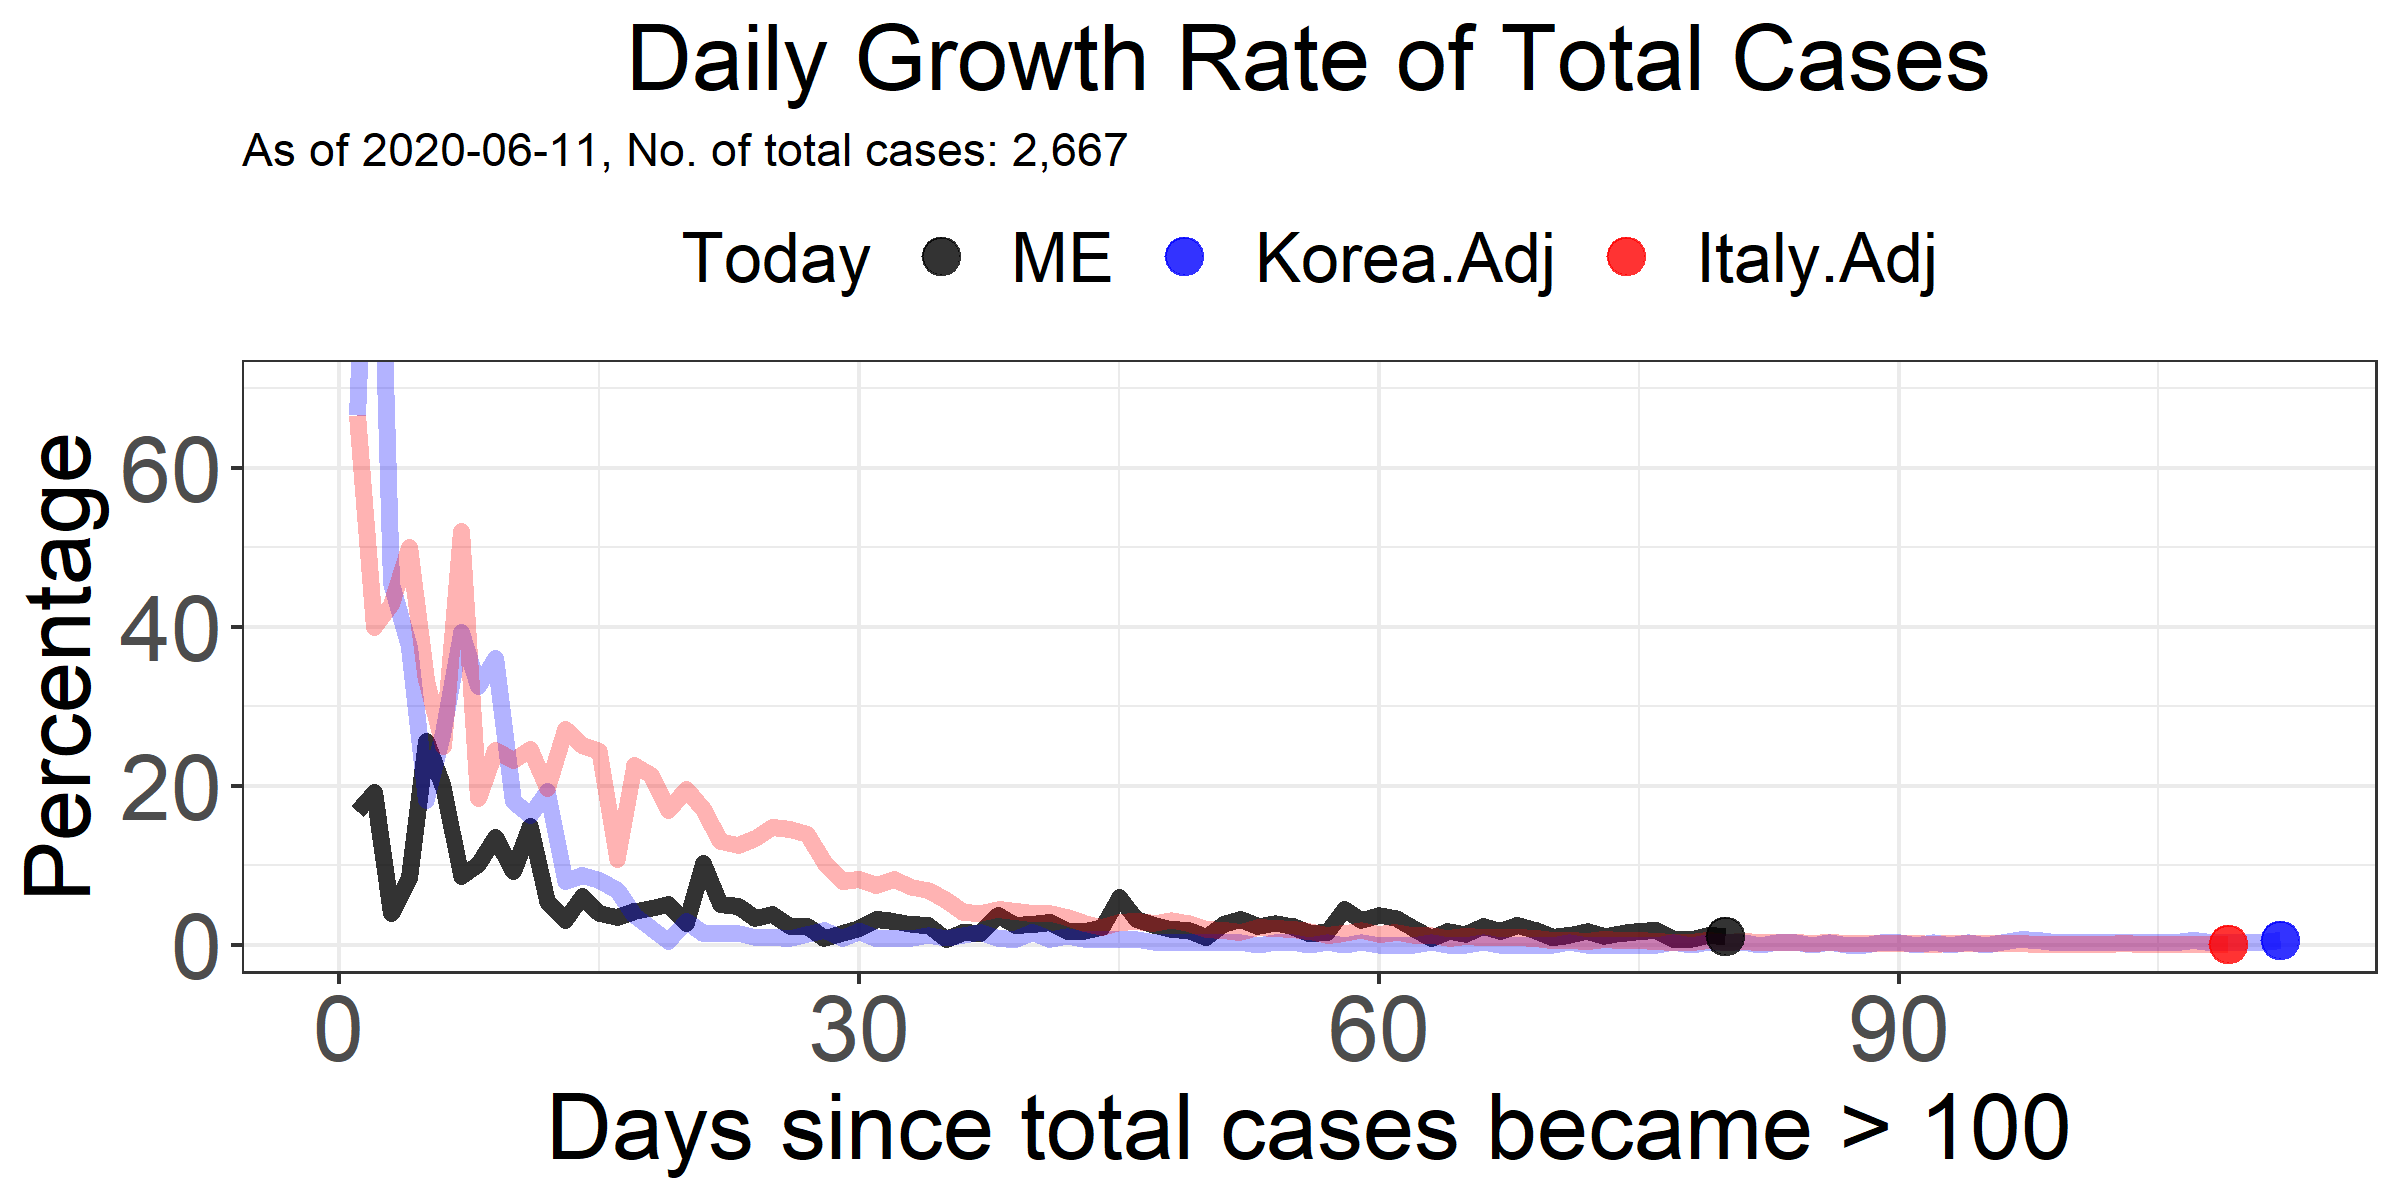 Daily Growth Rate of Total Cases
As of 2020-06-11, No. of total cases: 2,667
Today ME Korea.Adj Italy.Adj
Percentage
60
40
20
0
0 30 60 90
Days since total cases became > 100